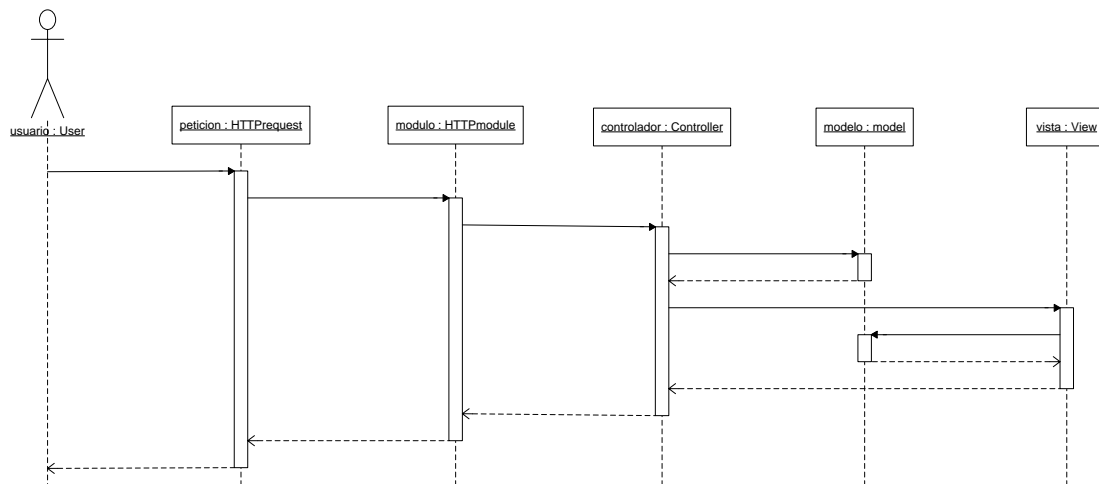 usuario : User
peticion : HTTPrequest
modulo : HTTPmodule
controlador : Controller
modelo : model
vista : View